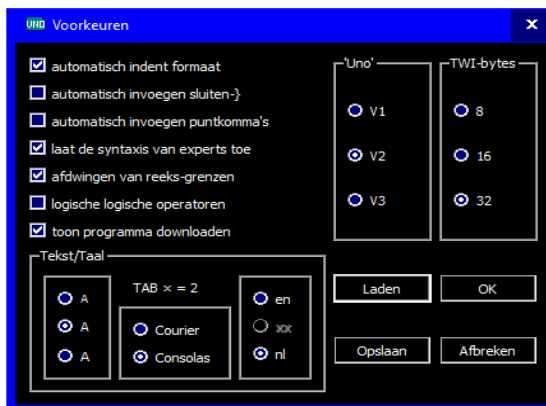 UNO Voorkeuren x
automatisch indent formaat
automatisch invoegen sluiten-}
automatisch invoegen puntkomma's
laat de syntaxis van experts toe
afdwingen van reeks-grenzen
logische logische operatoren
toon programma downloaden
'Uno'
V1
V2
V3
TWI-bytes
8
16
32
Tekst/Taal
A
A
A
TAB × = 2
Courier
Consolas
en
xx
nl
Laden
OK
Opslaan
Afbreken